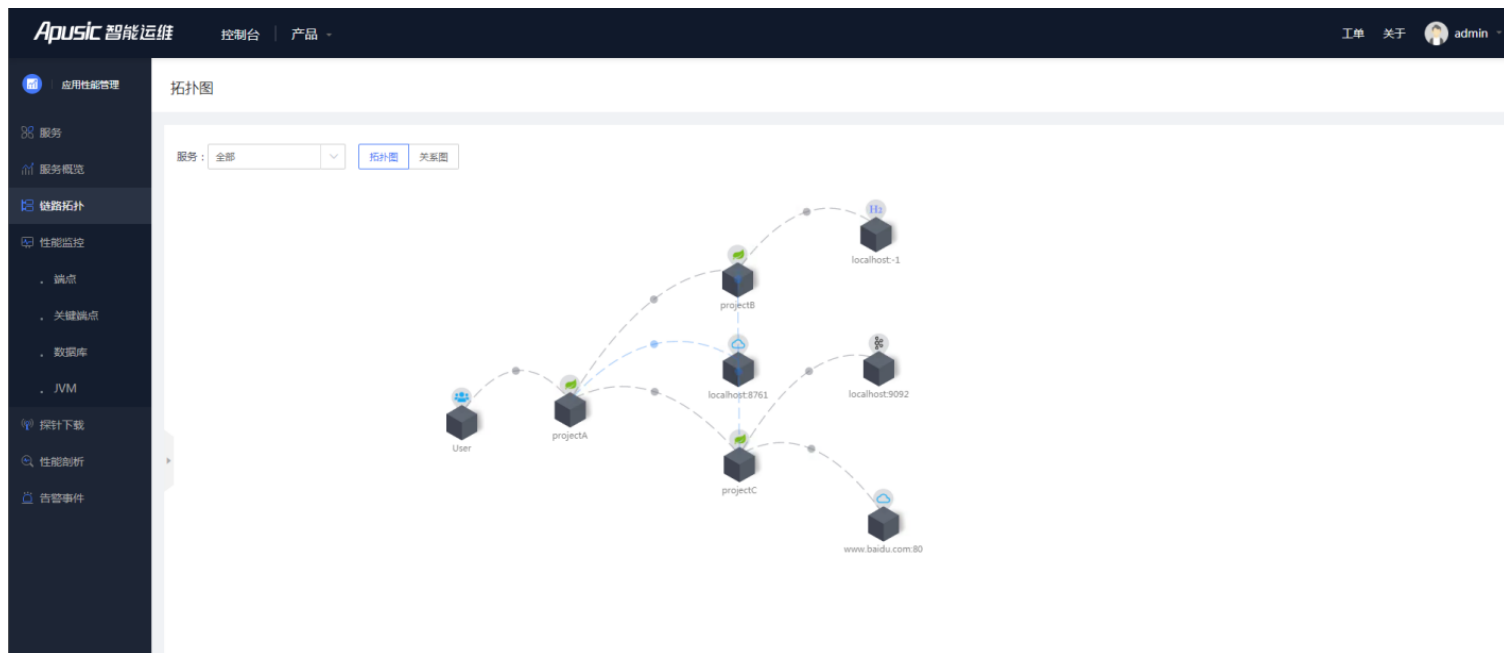 Apusic 智能运维 控制台 产品 工单 关于 admin
应用性能管理
拓扑图
服务
服务概览
链路拓扑
性能监控
端点
关键端点
数据库
JVM
探针下载
性能剖析
告警事件
服务： 全部 拓扑图 关系图
H2
localhost:-1
projectB
localhost:8761
localhost:9092
projectA
User
projectC
www.baidu.com:80